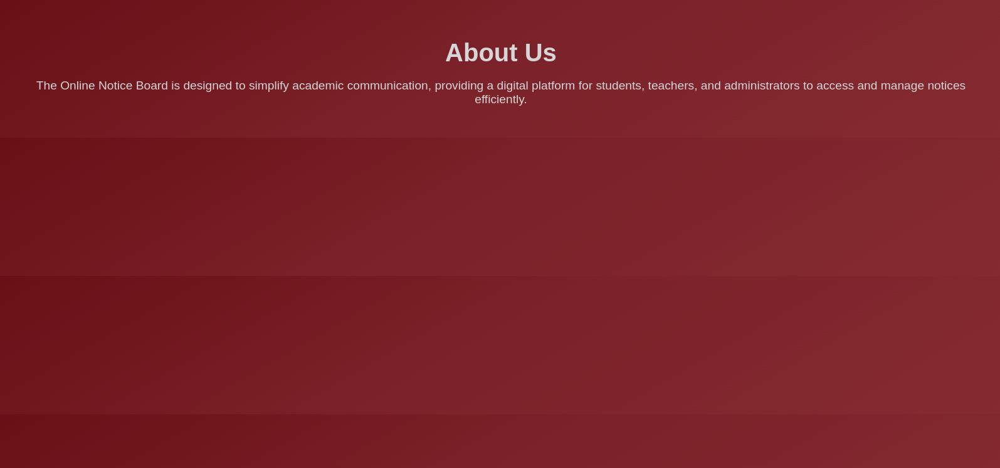 About Us
The Online Notice Board is designed to simplify academic communication, providing a digital platform for students, teachers, and administrators to access and manage notices
efficiently.